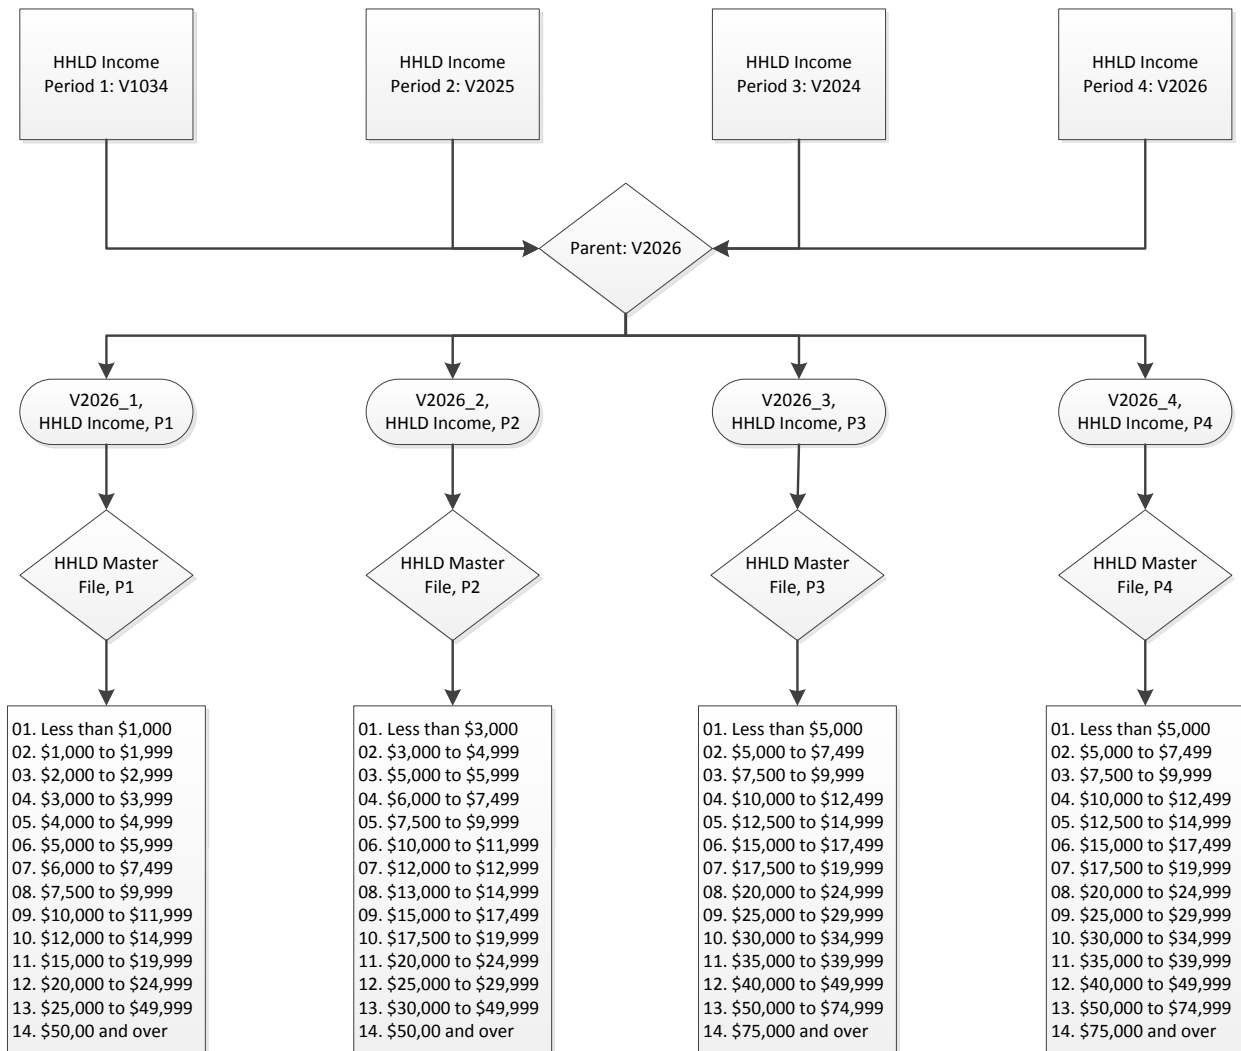 HHLD Income
Period 1: V1034
HHLD Income
Period 2: V2025
HHLD Income
Period 3: V2024
HHLD Income
Period 4: V2026
Parent: V2026
V2026_1,
HHLD Income, P1
V2026_2,
HHLD Income, P2
V2026_3,
HHLD Income, P3
V2026_4,
HHLD Income, P4
HHLD Master
File, P1
HHLD Master
File, P2
HHLD Master
File, P3
HHLD Master
File, P4
01. Less than $1,000
02. $1,000 to $1,999
03. $2,000 to $2,999
04. $3,000 to $3,999
05. $4,000 to $4,999
06. $5,000 to $5,999
07. $6,000 to $7,499
08. $7,500 to $9,999
09. $10,000 to $11,999
10. $12,000 to $14,999
11. $15,000 to $19,999
12. $20,000 to $24,999
13. $25,000 to $49,999
14. $50,00 and over
01. Less than $3,000
02. $3,000 to $4,999
03. $5,000 to $5,999
04. $6,000 to $7,499
05. $7,500 to $9,999
06. $10,000 to $11,999
07. $12,000 to $12,999
08. $13,000 to $14,999
09. $15,000 to $17,499
10. $17,500 to $19,999
11. $20,000 to $24,999
12. $25,000 to $29,999
13. $30,000 to $49,999
14. $50,00 and over
01. Less than $5,000
02. $5,000 to $7,499
03. $7,500 to $9,999
04. $10,000 to $12,499
05. $12,500 to $14,999
06. $15,000 to $17,499
07. $17,500 to $19,999
08. $20,000 to $24,999
09. $25,000 to $29,999
10. $30,000 to $34,999
11. $35,000 to $39,999
12. $40,000 to $49,999
13. $50,000 to $74,999
14. $75,000 and over
01. Less than $5,000
02. $5,000 to $7,499
03. $7,500 to $9,999
04. $10,000 to $12,499
05. $12,500 to $14,999
06. $15,000 to $17,499
07. $17,500 to $19,999
08. $20,000 to $24,999
09. $25,000 to $29,999
10. $30,000 to $34,999
11. $35,000 to $39,999
12. $40,000 to $49,999
13. $50,000 to $74,999
14. $75,000 and over